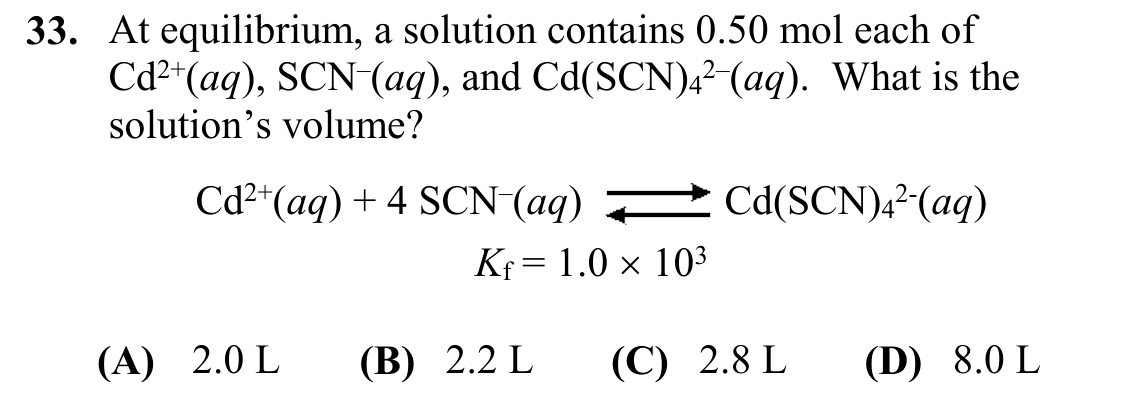 33. At equilibrium, a solution contains 0.50 mol each of
Cd²⁺(aq), SCN⁻(aq), and Cd(SCN)₄²⁻(aq). What is the
solution’s volume?
Cd²⁺(aq) + 4 SCN⁻(aq) ⇌ Cd(SCN)₄²⁻(aq)
K_f = 1.0 × 10³
(A) 2.0 L (B) 2.2 L (C) 2.8 L (D) 8.0 L